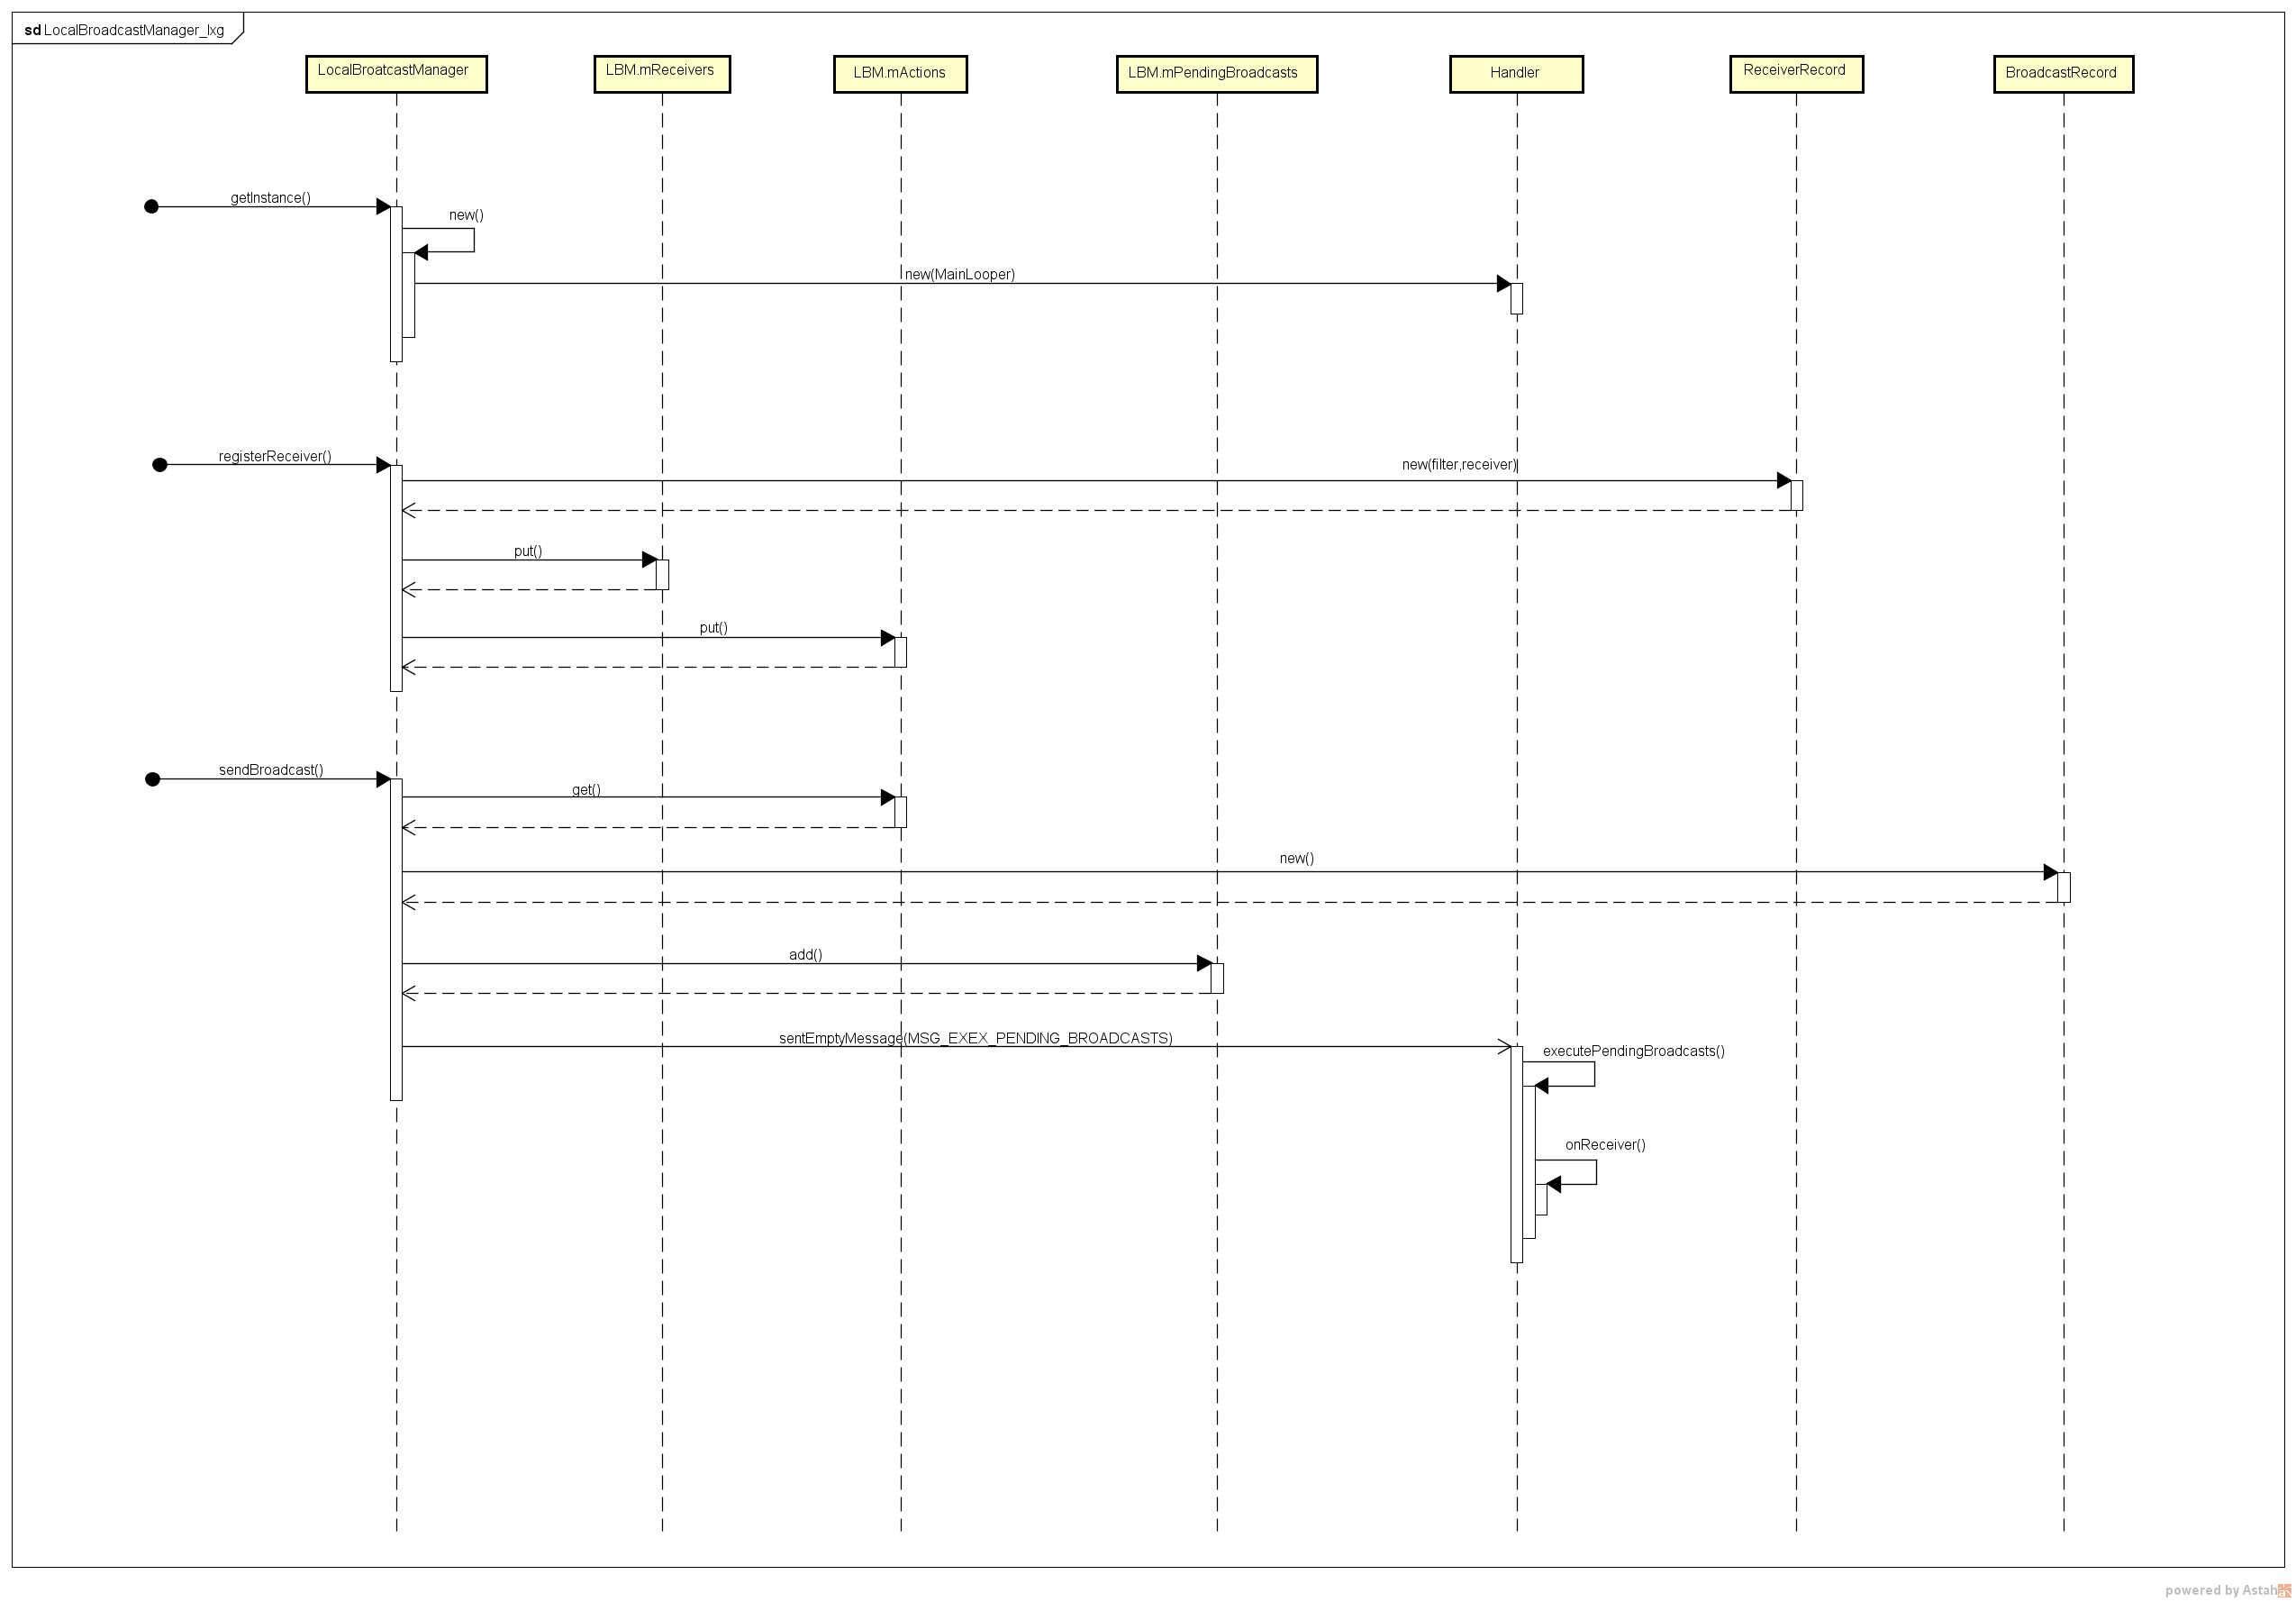 sd LocalBroadcastManager_lxg
LocalBroatcastManager
LBM.mReceivers
LBM.mActions
LBM.mPendingBroadcasts
Handler
ReceiverRecord
BroadcastRecord
getInstance()
new()
new(MainLooper)
registerReceiver()
new(filter,receiver)
put()
put()
sendBroadcast()
get()
new()
add()
sentEmptyMessage(MSG_EXEX_PENDING_BROADCASTS)
executePendingBroadcasts()
onReceiver()
powered by Astah